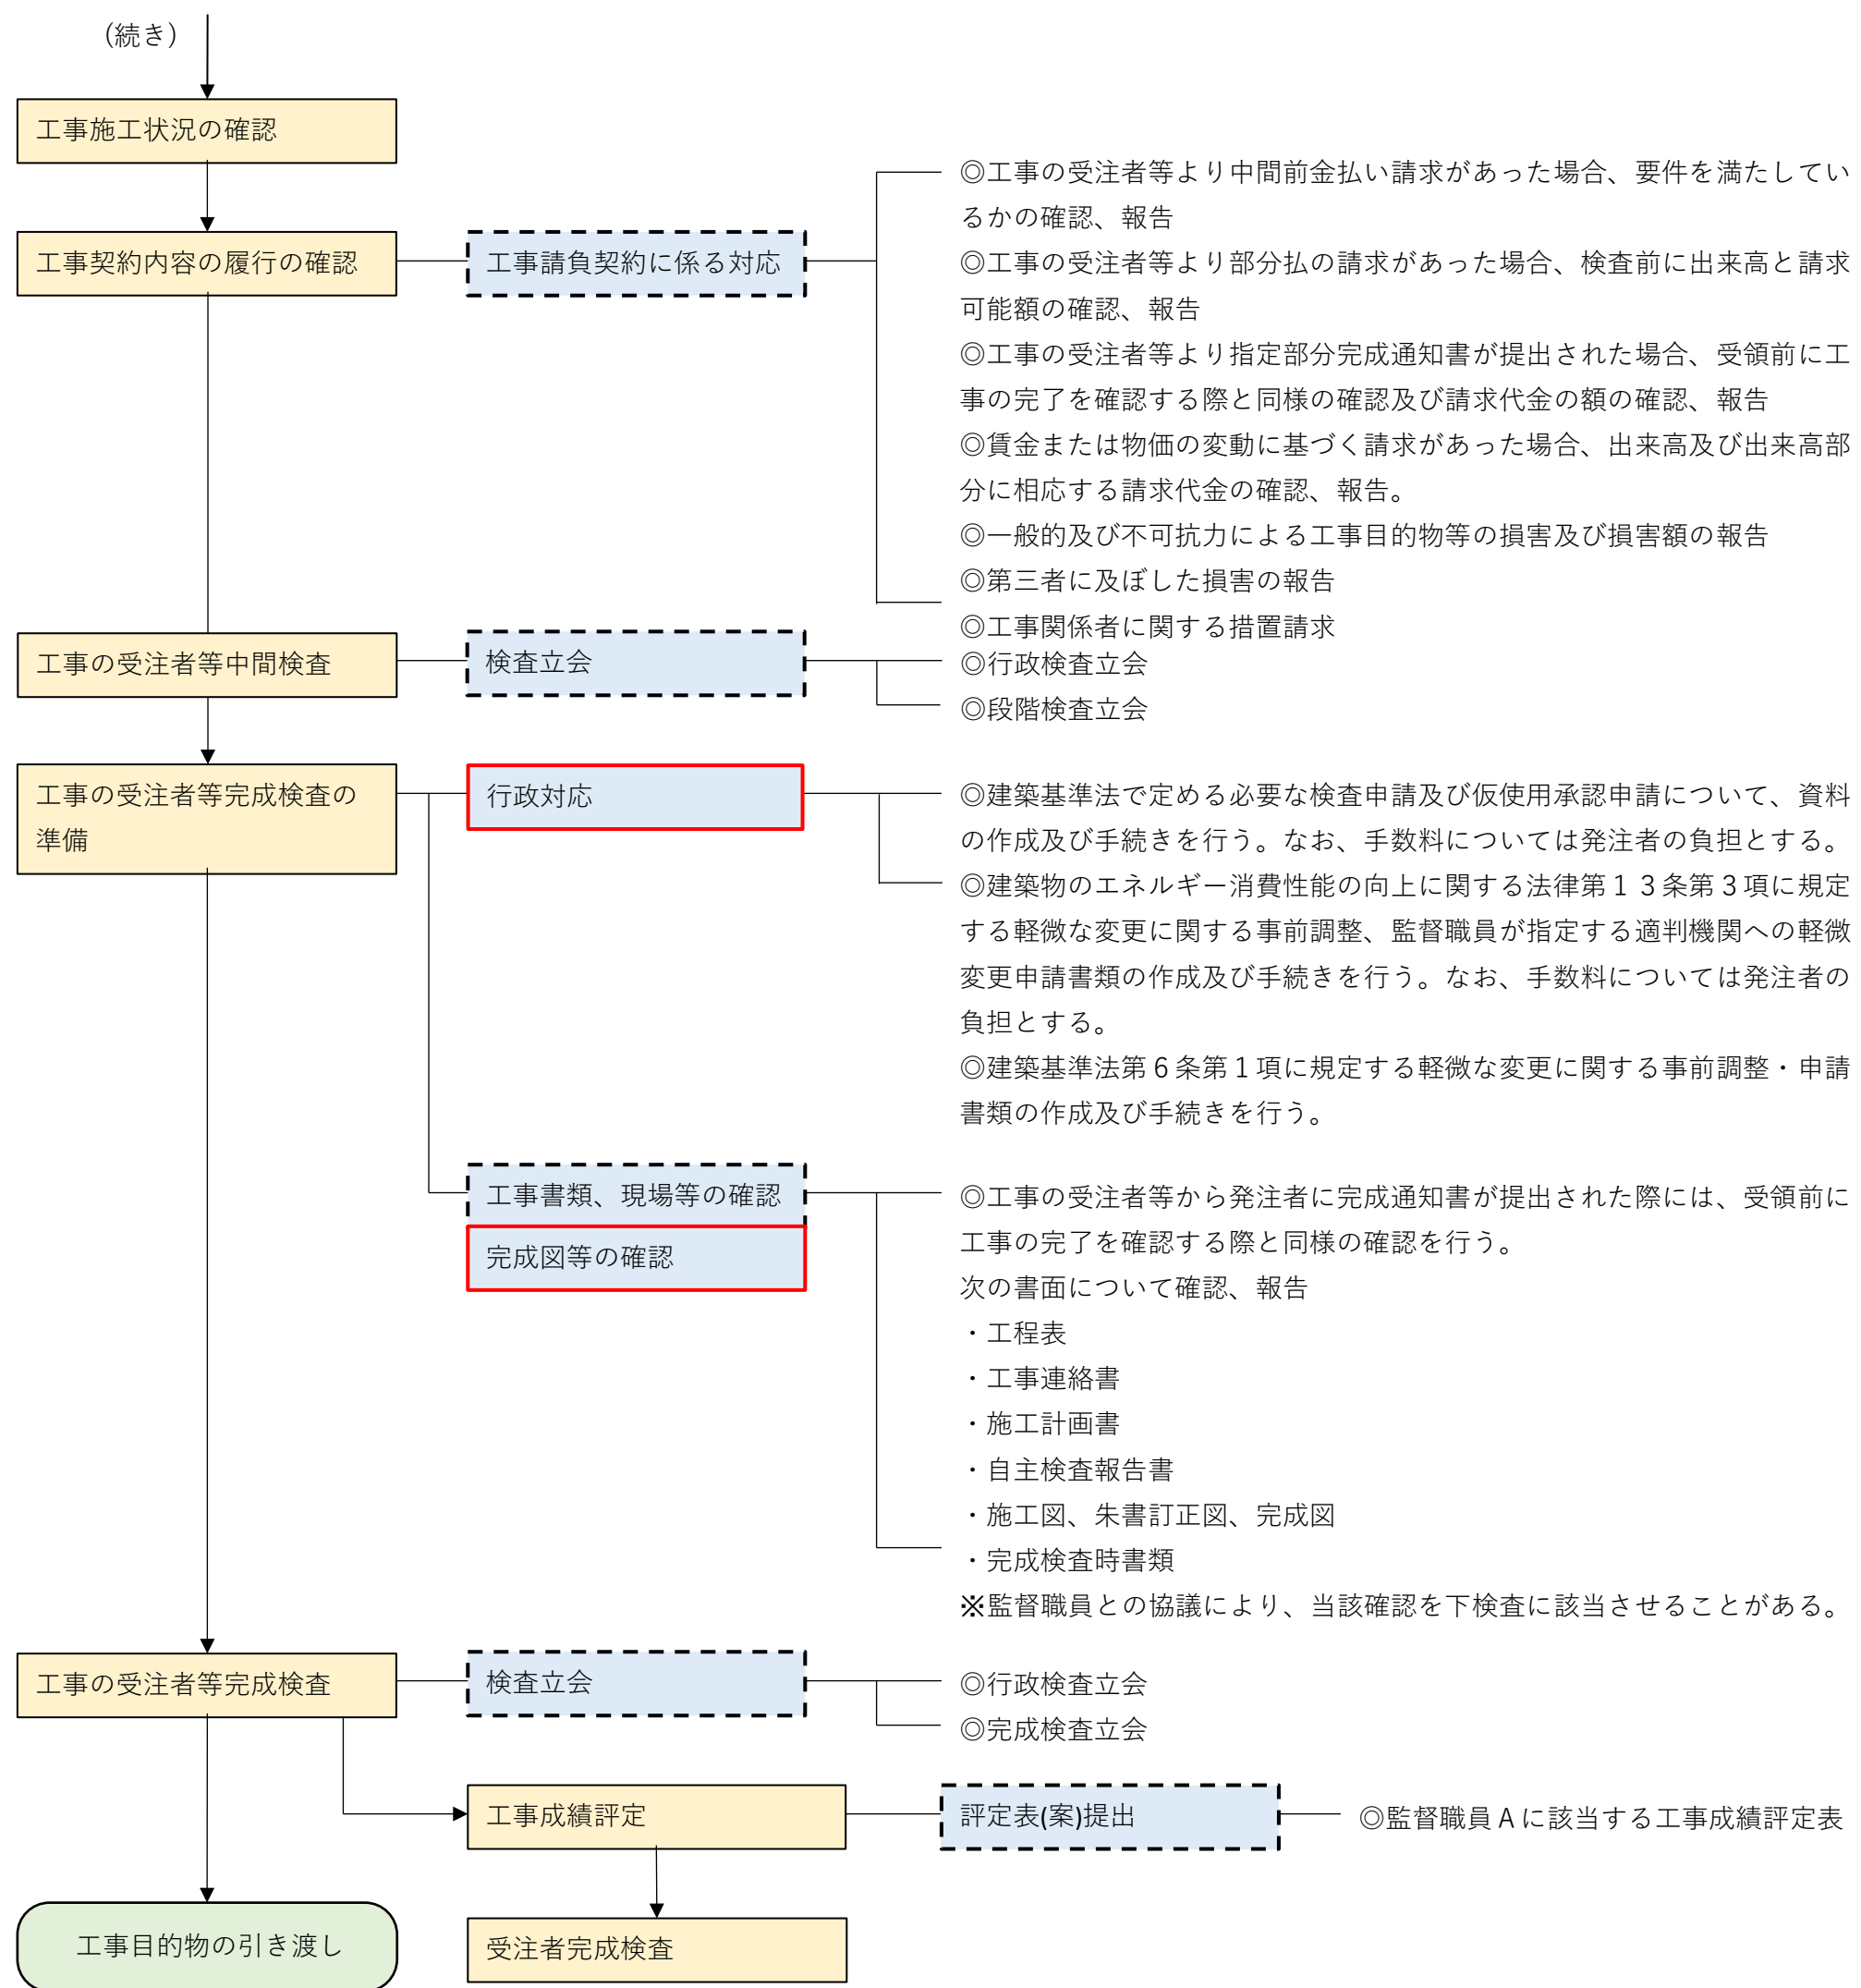 (続き)
工事施工状況の確認
工事契約内容の履行の確認
工事請負契約に係る対応
◎工事の受注者等より中間前金払い請求があった場合、要件を満たしてい
るかの確認、報告
◎工事の受注者等より部分払の請求があった場合、検査前に出来高と請求
可能額の確認、報告
◎工事の受注者等より指定部分完成通知書が提出された場合、受領前に工
事の完了を確認する際と同様の確認及び請求代金の額の確認、報告
◎賃金または物価の変動に基づく請求があった場合、出来高及び出来高部
分に相応する請求代金の確認、報告。
◎一般的及び不可抗力による工事目的物等の損害及び損害額の報告
◎第三者に及ぼした損害の報告
◎工事関係者に関する措置請求
工事の受注者等中間検査
検査立会
◎行政検査立会
◎段階検査立会
工事の受注者等完成検査の
準備
行政対応
◎建築基準法で定める必要な検査申請及び仮使用承認申請について、資料
の作成及び手続きを行う。なお、手数料については発注者の負担とする。
◎建築物のエネルギー消費性能の向上に関する法律第13条第3項に規定
する軽微な変更に関する事前調整、監督職員が指定する適判機関への軽微
変更申請書類の作成及び手続きを行う。なお、手数料については発注者の
負担とする。
◎建築基準法第6条第1項に規定する軽微な変更に関する事前調整・申請
書類の作成及び手続きを行う。
工事書類、現場等の確認
完成図等の確認
◎工事の受注者等から発注者に完成通知書が提出された際には、受領前に
工事の完了を確認する際と同様の確認を行う。
次の書面について確認、報告
・工程表
・工事連絡書
・施工計画書
・自主検査報告書
・施工図、朱書訂正図、完成図
・完成検査時書類
※監督職員との協議により、当該確認を下検査に該当させることがある。
工事の受注者等完成検査
検査立会
◎行政検査立会
◎完成検査立会
工事成績評定
評定表(案)提出
◎監督職員Aに該当する工事成績評定表
工事目的物の引き渡し
受注者完成検査